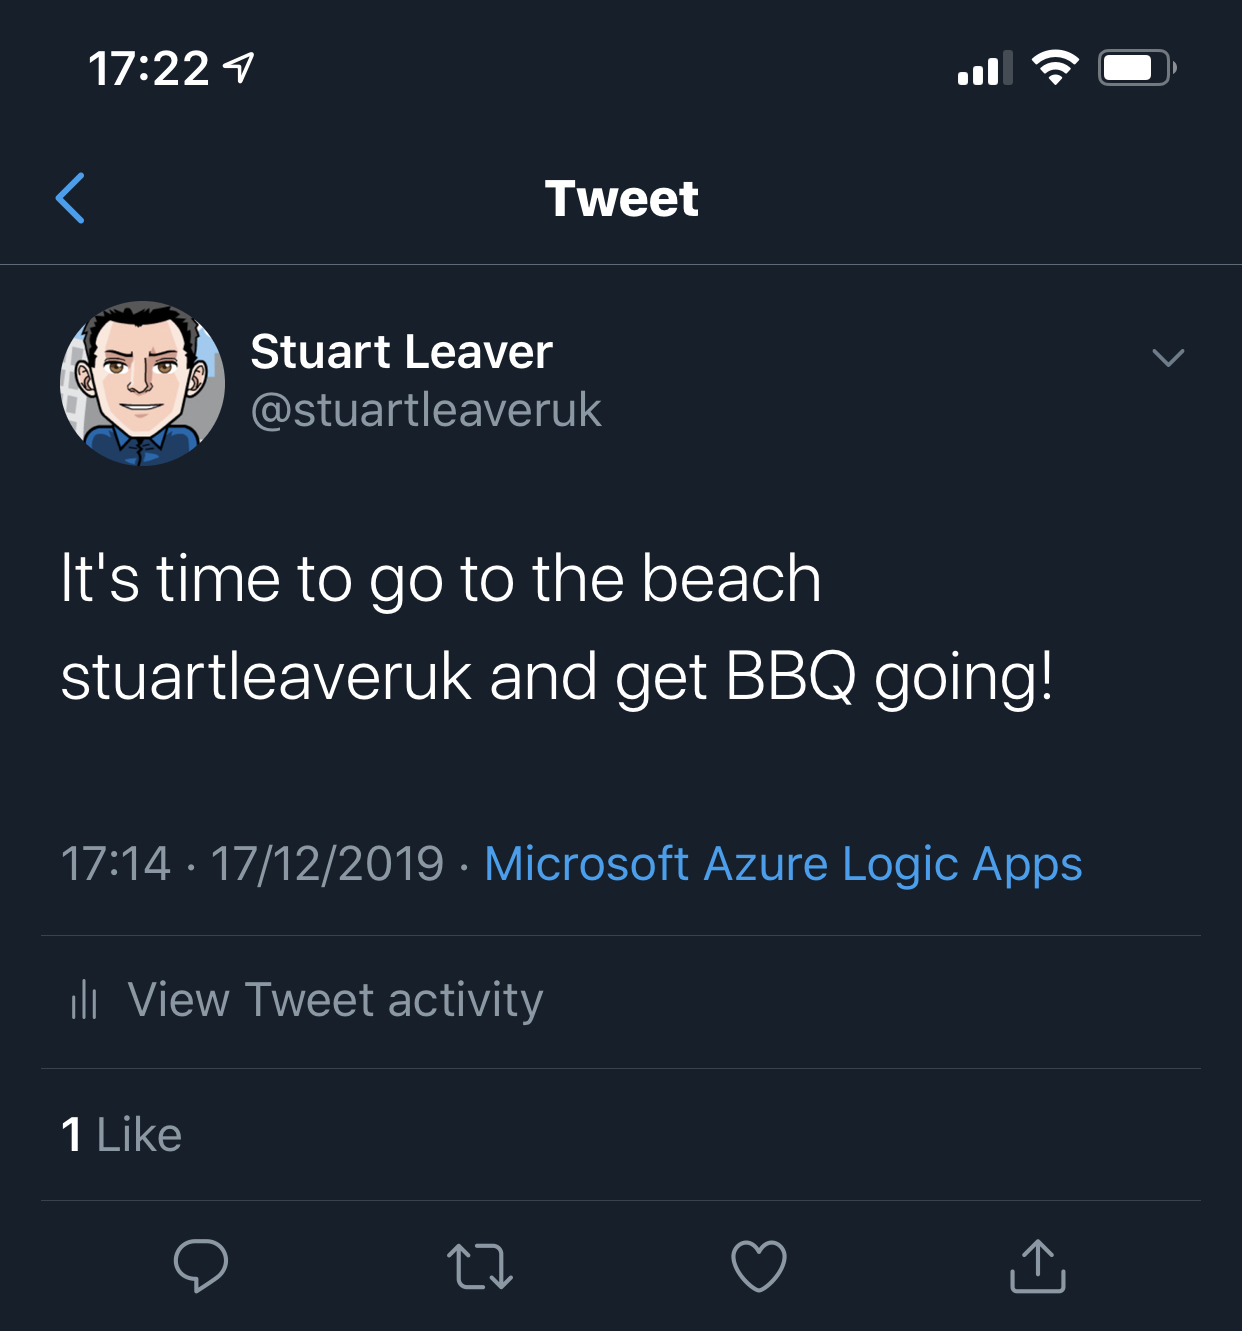 17:22
Tweet
Stuart Leaver
@stuartleaveruk
It's time to go to the beach
stuartleaveruk and get BBQ going!
17:14 · 17/12/2019 · Microsoft Azure Logic Apps
View Tweet activity
1 Like